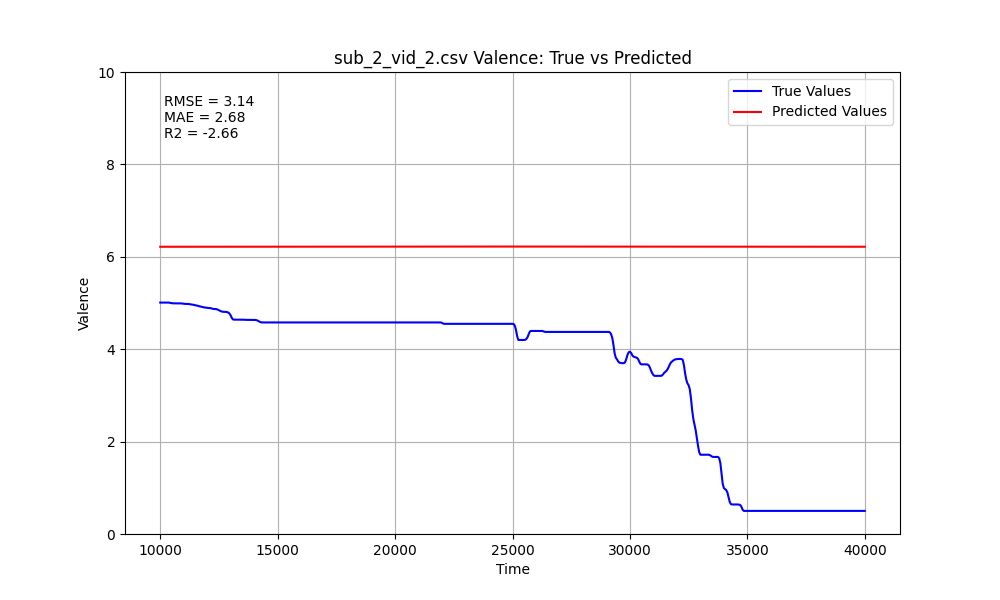 sub_2_vid_2.csv Valence: True vs Predicted
RMSE = 3.14
MAE = 2.68
R2 = -2.66
True Values
Predicted Values
Valence
10
8
6
4
2
0
10000 15000 20000 25000 30000 35000 40000
Time